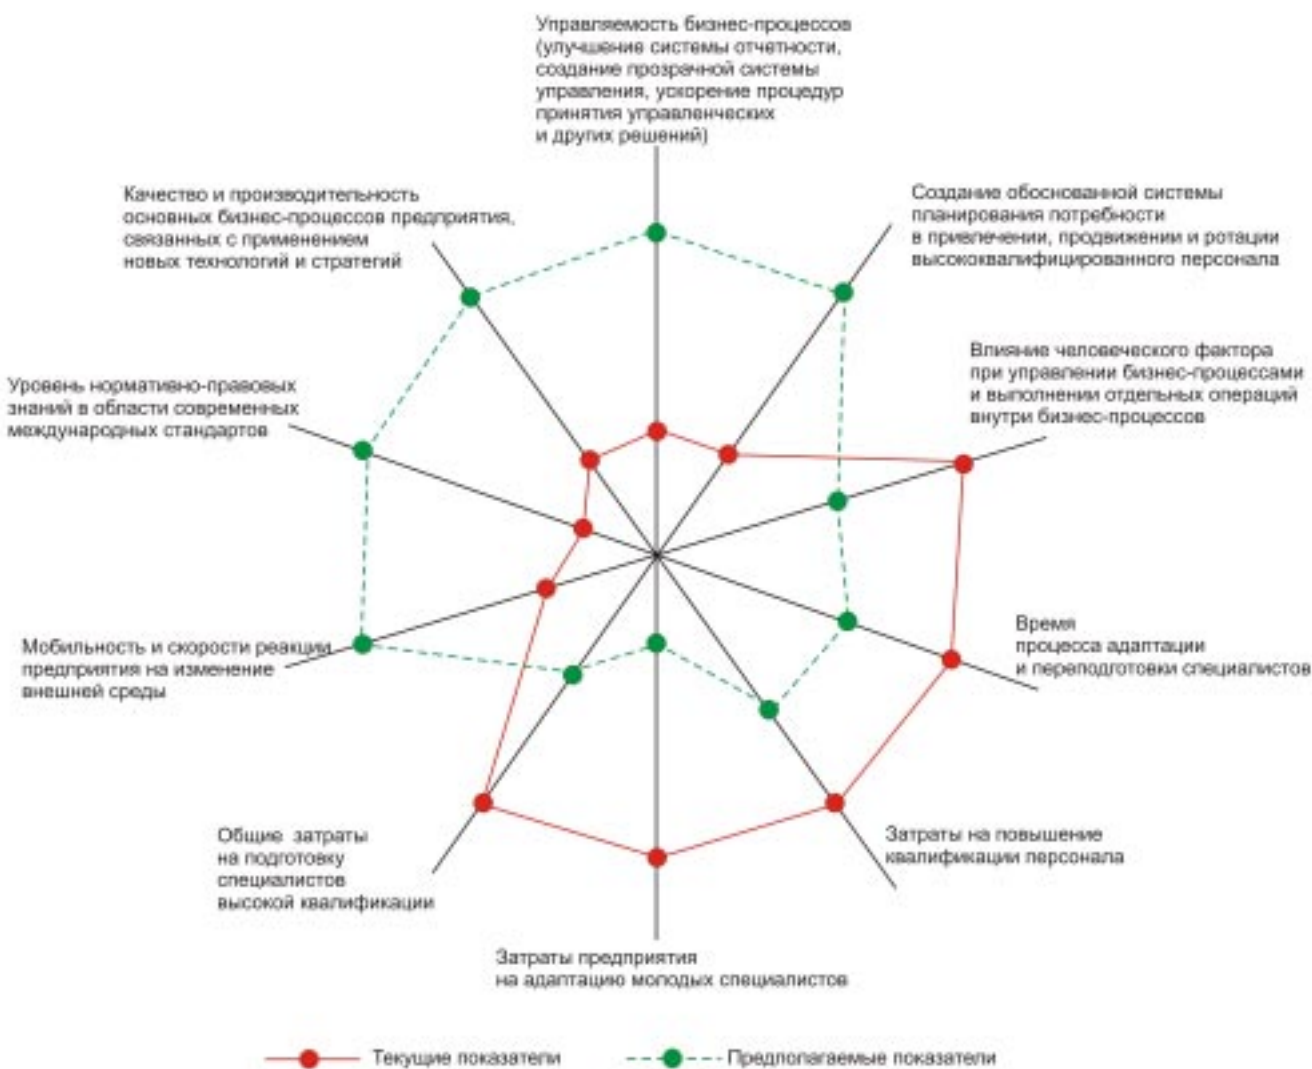 Управляемость бизнес-процессов
(улучшение системы отчетности,
создание прозрачной системы
управления, ускорение процедур
принятия управленческих
и других решений)
Качество и производительность
основных бизнес-процессов предприятия,
связанных с применением
новых технологий и стратегий
Создание обоснованной системы
планирования потребности
в привлечении, продвижении и ротации
высококвалифицированного персонала
Влияние человеческого фактора
при управлении бизнес-процессами
и выполнении отдельных операций
внутри бизнес-процессов
Уровень нормативно-правовых
знаний в области современных
международных стандартов
Время
процесса адаптации
и переподготовки специалистов
Мобильность и скорости реакции
предприятия на изменение
внешней среды
Общие затраты
на подготовку
специалистов
высокой квалификации
Затраты на повышение
квалификации персонала
Затраты предприятия
на адаптацию молодых специалистов
Текущие показатели
Предполагаемые показатели